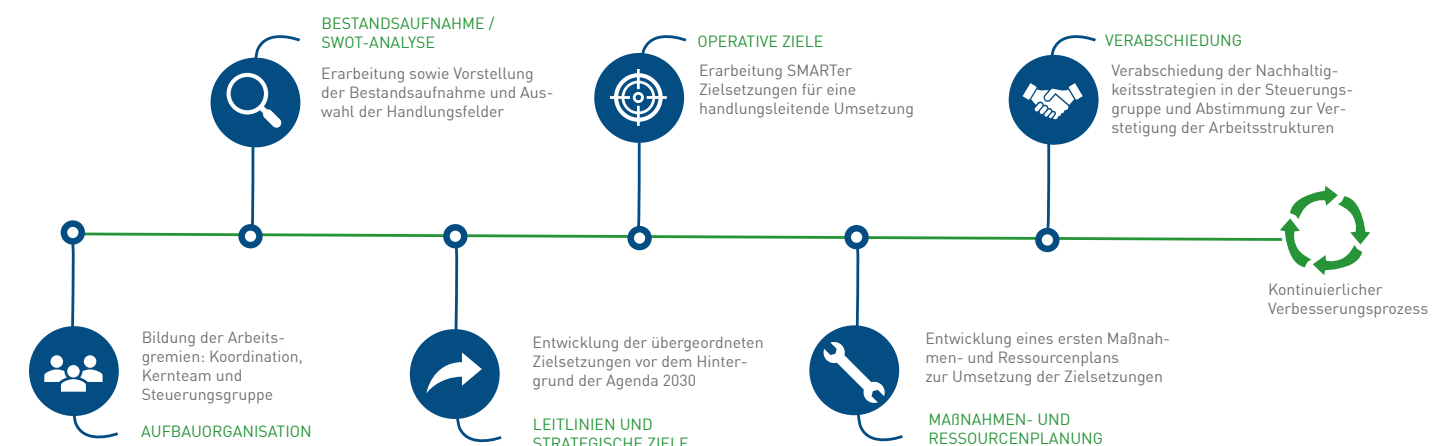 BESTANDSAUFNAHME /
SWOT-ANALYSE
Erarbeitung sowie Vorstellung
der Bestandsaufnahme und Aus-
wahl der Handlungsfelder
OPERATIVE ZIELE
Erarbeitung SMARTer
Zielsetzungen für eine
handlungsleitende Umsetzung
VERABSCHIEDUNG
Verabschiedung der Nachhaltig-
keitsstrategien in der Steuerungs-
gruppe und Abstimmung zur Ver-
stetigung der Arbeitsstrukturen
Kontinuierlicher
Verbesserungsprozess
Bildung der Arbeits-
gremien: Koordination,
Kernteam und
Steuerungsgruppe
AUFBAUORGANISATION
Entwicklung der übergeordneten
Zielsetzungen vor dem Hinter-
grund der Agenda 2030
LEITLINIEN UND
STRATEGISCHE ZIELE
Entwicklung eines ersten Maßnah-
men- und Ressourcenplans
zur Umsetzung der Zielsetzungen
MAßNAHMEN- UND
RESSOURCENPLANUNG